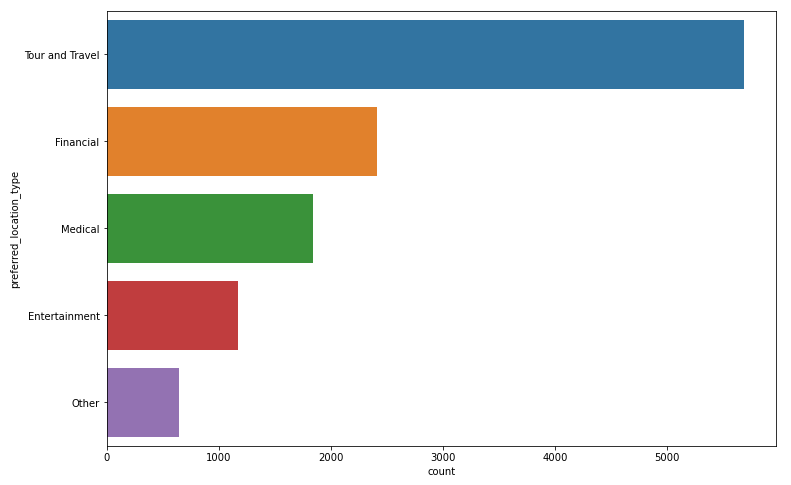 Tour and Travel
Financial
Medical
Entertainment
Other
preferred_location_type
0 1000 2000 3000 4000 5000
count